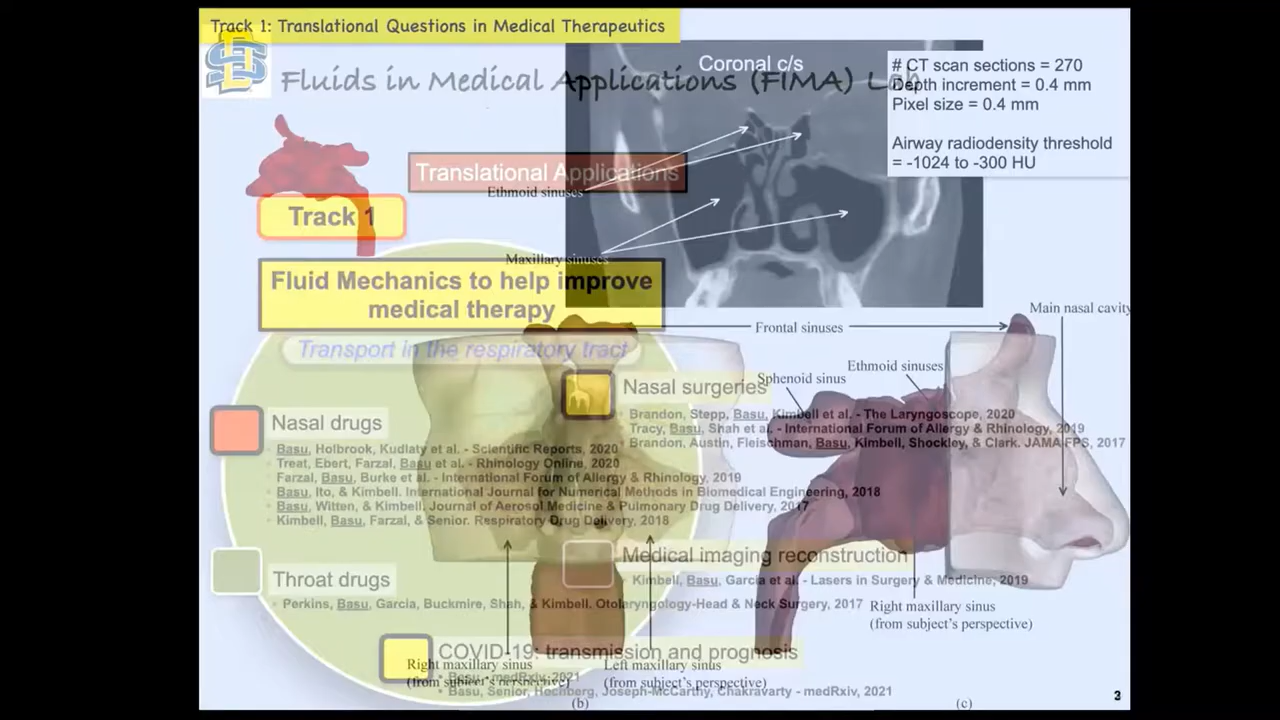 Track 1: Translational Questions in Medical Therapeutics
Fluids in Medical Applications (FIMA) Lab
Coronal c/s
# CT scan sections = 270
Depth increment = 0.4 mm
Pixel size = 0.4 mm
Airway radiodensity threshold
= -1024 to -300 HU
Translational Applications
Ethmoid sinuses
Track 1
Maxillary sinuses
Fluid Mechanics to help improve
medical therapy
Main nasal cavity
Frontal sinuses
Transport in the respiratory tract
Ethmoid sinuses
Sphenoid sinus
Nasal surgeries
Brandon, Stepp, Basu, Kimbell et al. - The Laryngoscope, 2020
Tracy, Basu, Shah et al. - International Forum of Allergy & Rhinology, 2019
Brandon, Austin, Fleischman, Basu, Kimbell, Shockley, & Clark. JAMA FPS, 2017
Nasal drugs
Basu, Holbrook, Kudlaty et al. - Scientific Reports, 2020
Treat, Ebert, Farzal, Basu et al. - Rhinology Online, 2020
Farzal, Basu, Burke et al. - International Forum of Allergy & Rhinology, 2019
Basu, Ito, & Kimbell. International Journal for Numerical Methods in Biomedical Engineering, 2018
Basu, Witten, & Kimbell. Journal of Aerosol Medicine & Pulmonary Drug Delivery, 2017
Kimbell, Basu, Farzal, & Senior. Respiratory Drug Delivery, 2018
Medical imaging reconstruction
Kimbell, Basu, Garcia et al. - Lasers in Surgery & Medicine, 2019
Throat drugs
Perkins, Basu, Garcia, Buckmire, Shah, & Kimbell. Otolaryngology-Head & Neck Surgery, 2017
Right maxillary sinus
(from subject's perspective)
COVID-19: transmission and prognosis
Right maxillary sinus
(from subject's perspective)
Left maxillary sinus
(from subject's perspective)
Basu - medRxiv, 2021
Basu, Senior, Hochberg, Joseph-McCarthy, Chakravarty - medRxiv, 2021
(b)
(c)
3